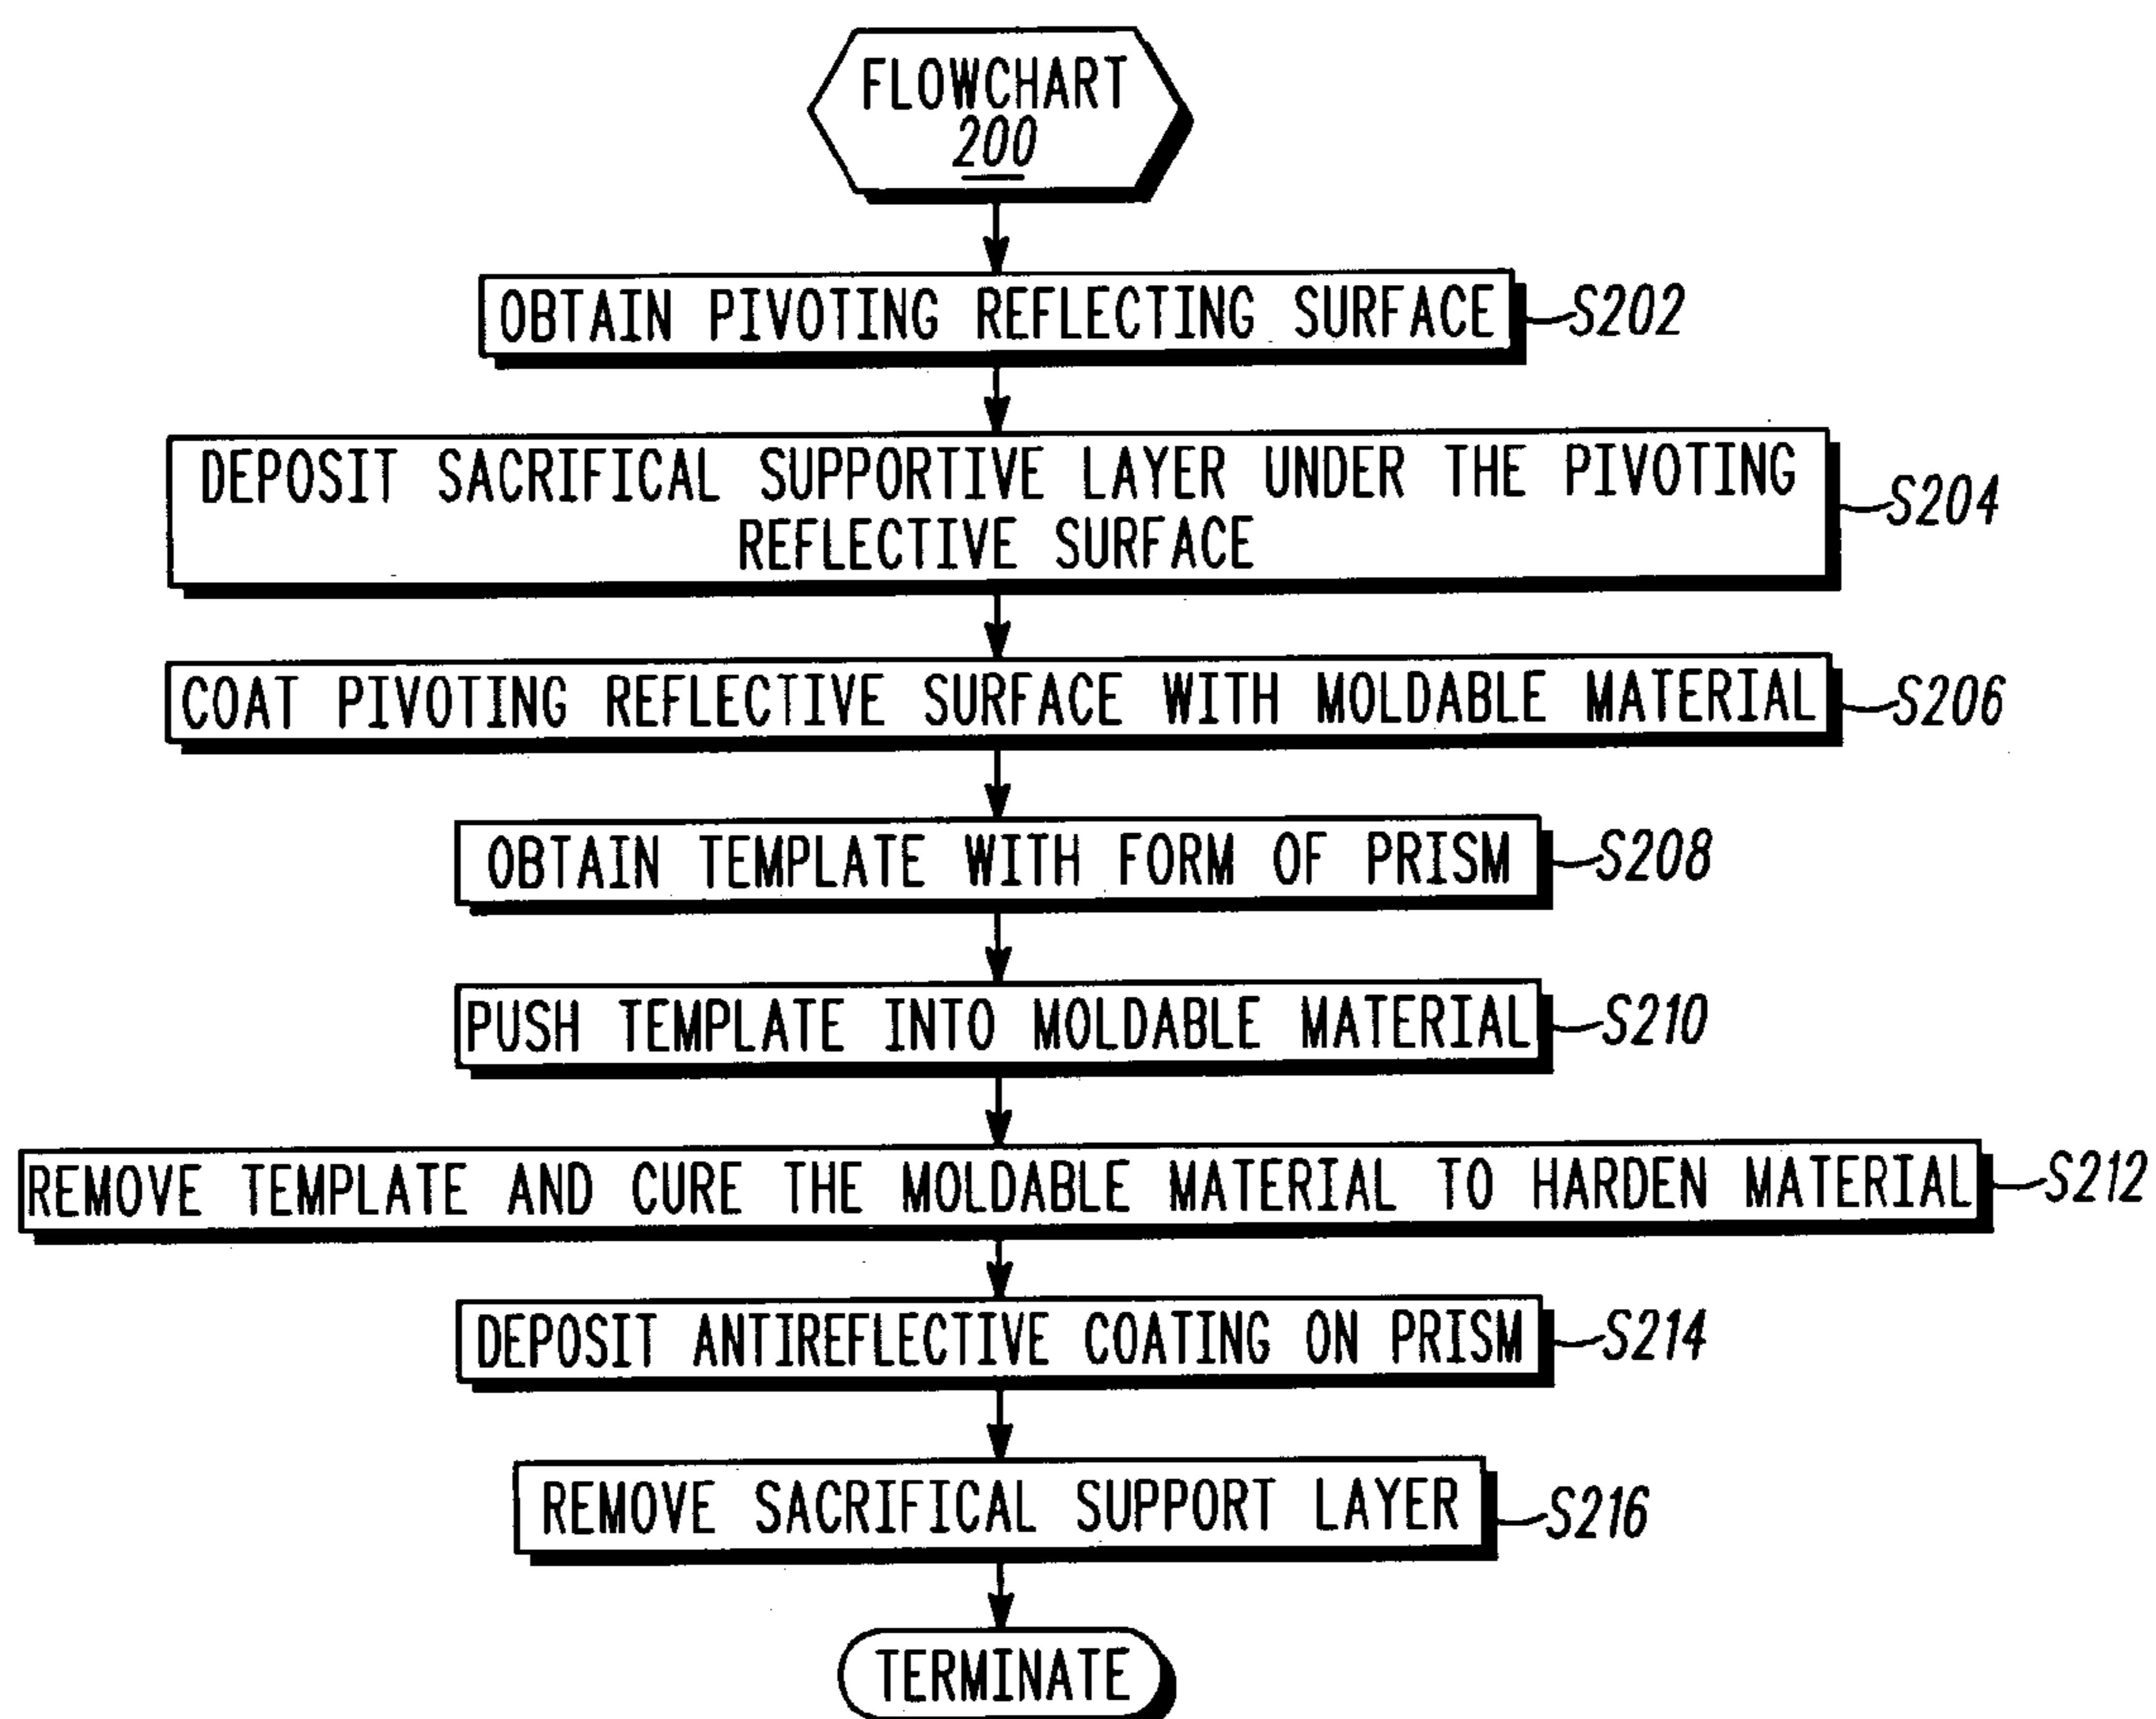 FLOWCHART
200
OBTAIN PIVOTING REFLECTING SURFACE
S202
DEPOSIT SACRIFICAL SUPPORTIVE LAYER UNDER THE PIVOTING
REFLECTIVE SURFACE
S204
COAT PIVOTING REFLECTIVE SURFACE WITH MOLDABLE MATERIAL
S206
OBTAIN TEMPLATE WITH FORM OF PRISM
S208
PUSH TEMPLATE INTO MOLDABLE MATERIAL
S210
REMOVE TEMPLATE AND CURE THE MOLDABLE MATERIAL TO HARDEN MATERIAL
S212
DEPOSIT ANTIREFLECTIVE COATING ON PRISM
S214
REMOVE SACRIFICAL SUPPORT LAYER
S216
TERMINATE